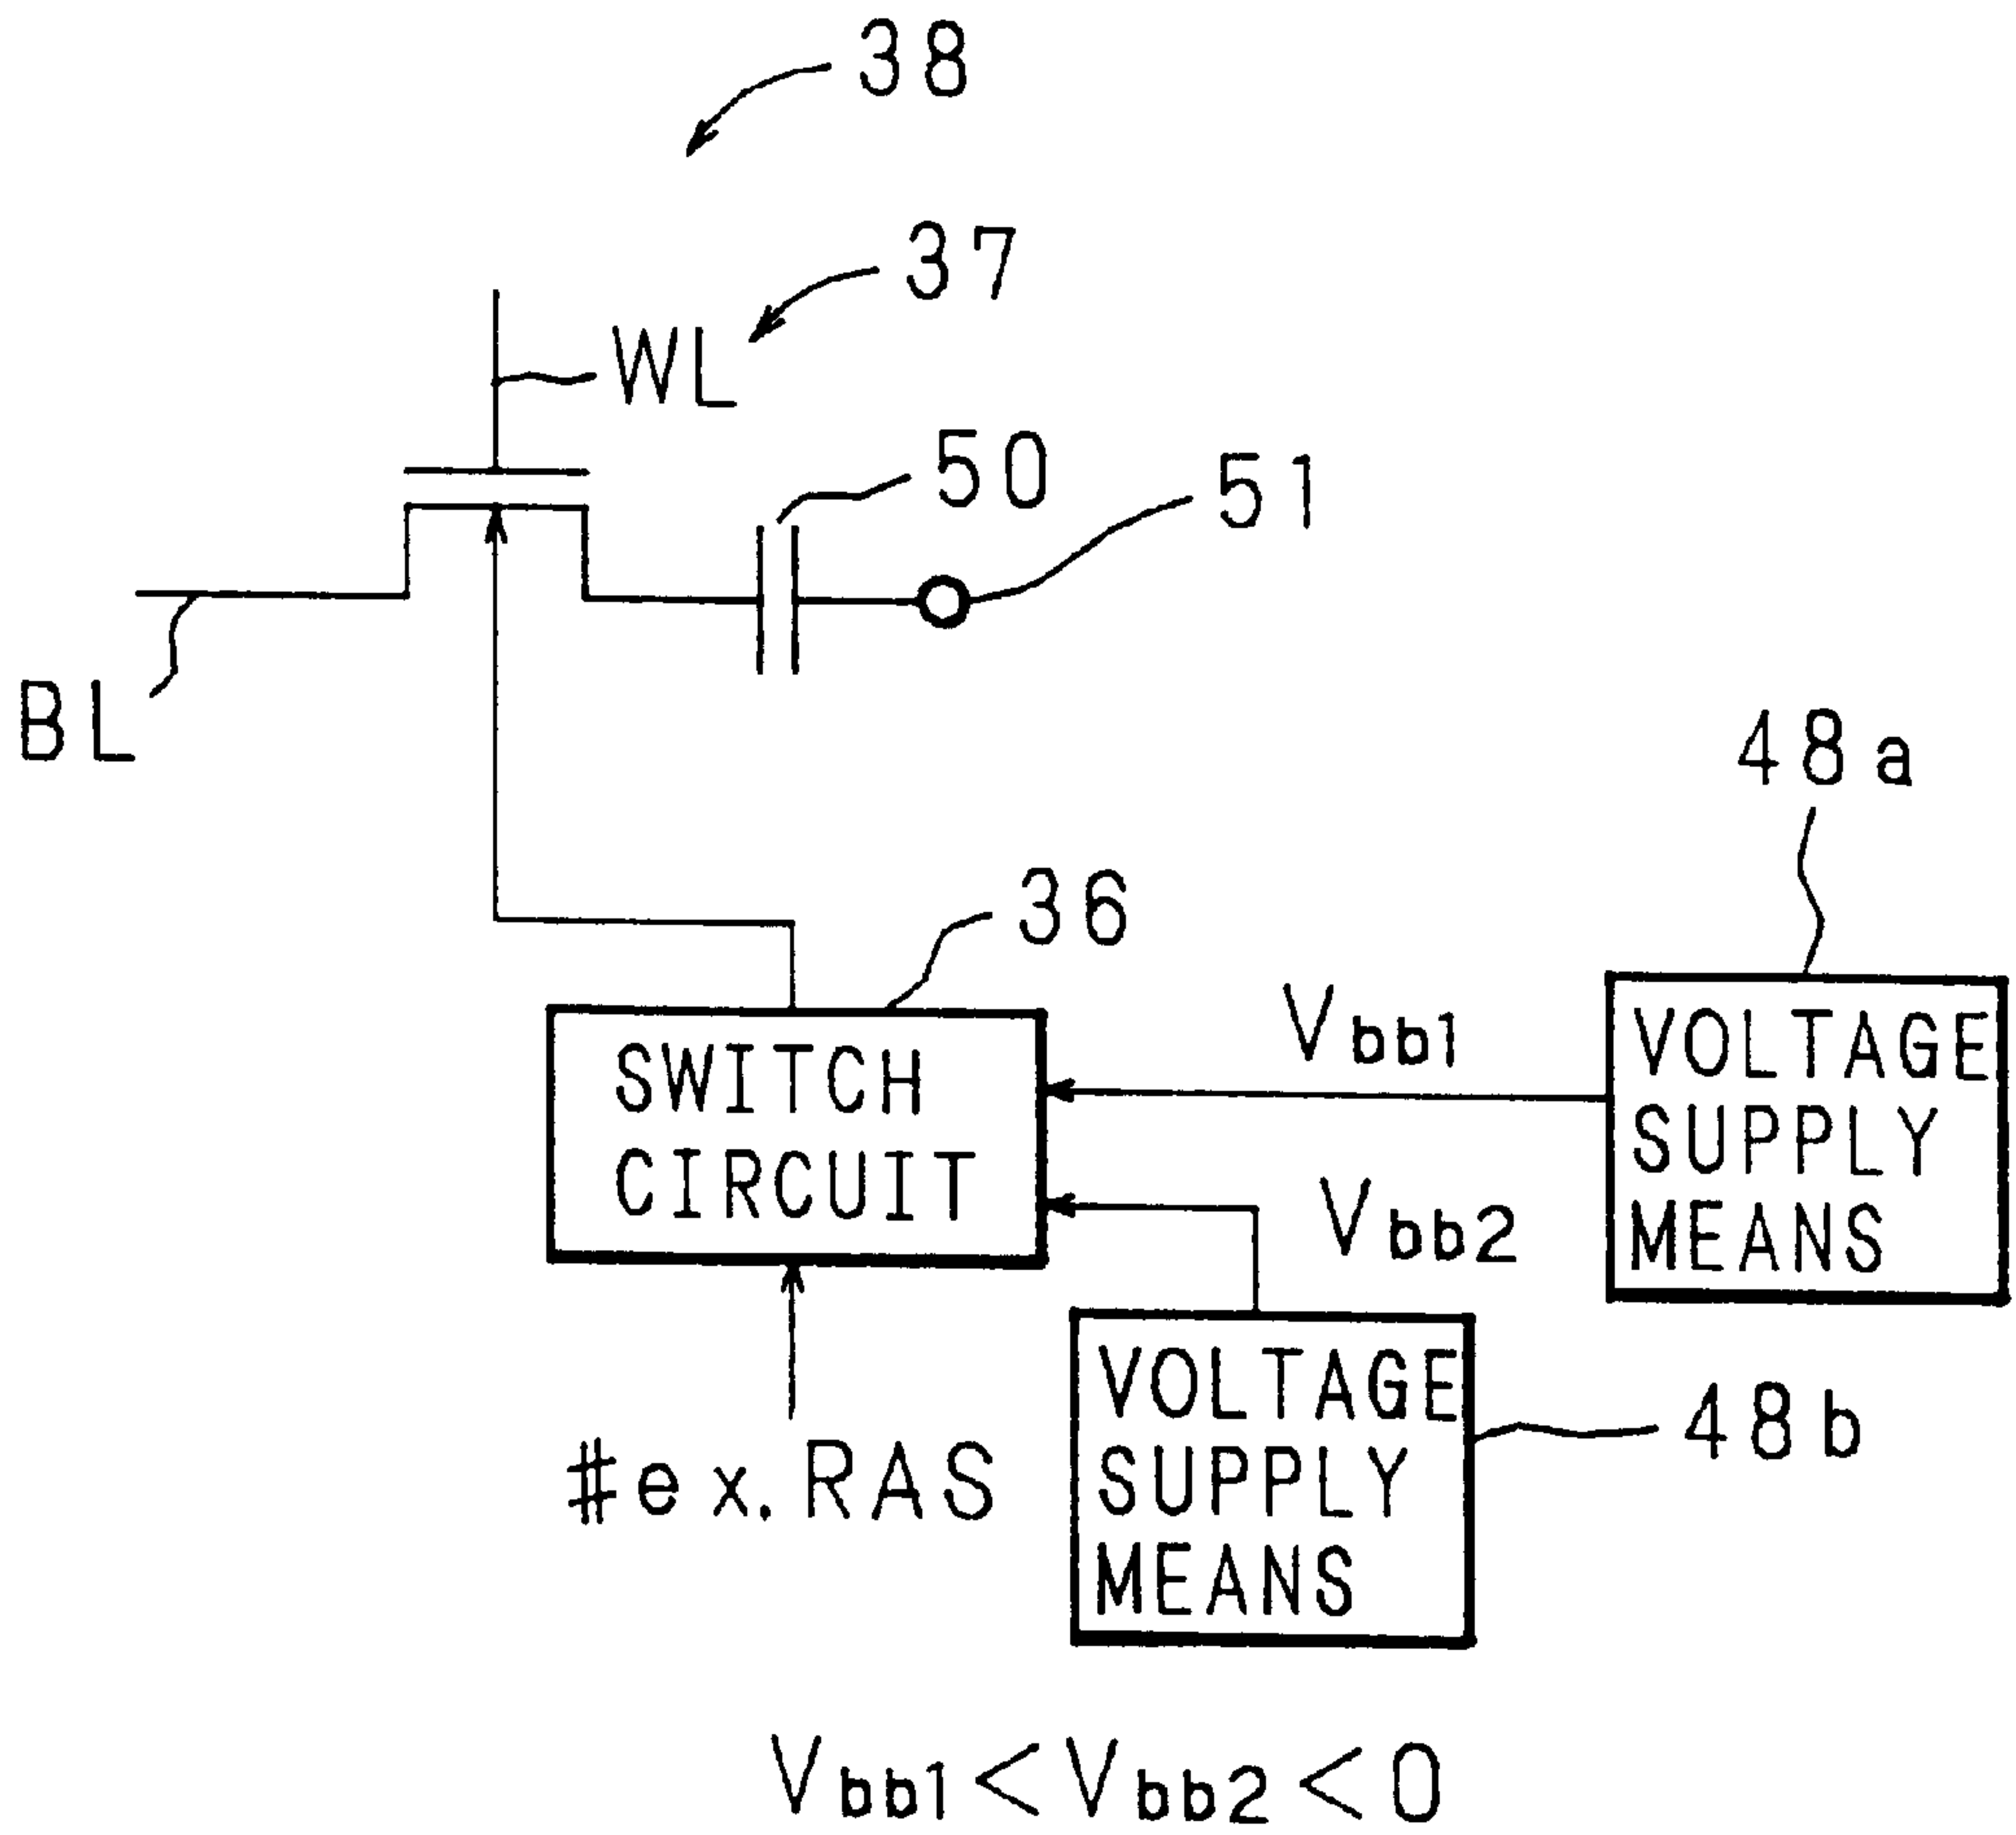 38
37
WL
50
51
BL
48a
36
SWITCH
CIRCUIT
Vbb1
VOLTAGE
SUPPLY
MEANS
Vbb2
#ex.RAS
VOLTAGE
SUPPLY
MEANS
48b
Vbb1<Vbb2<0